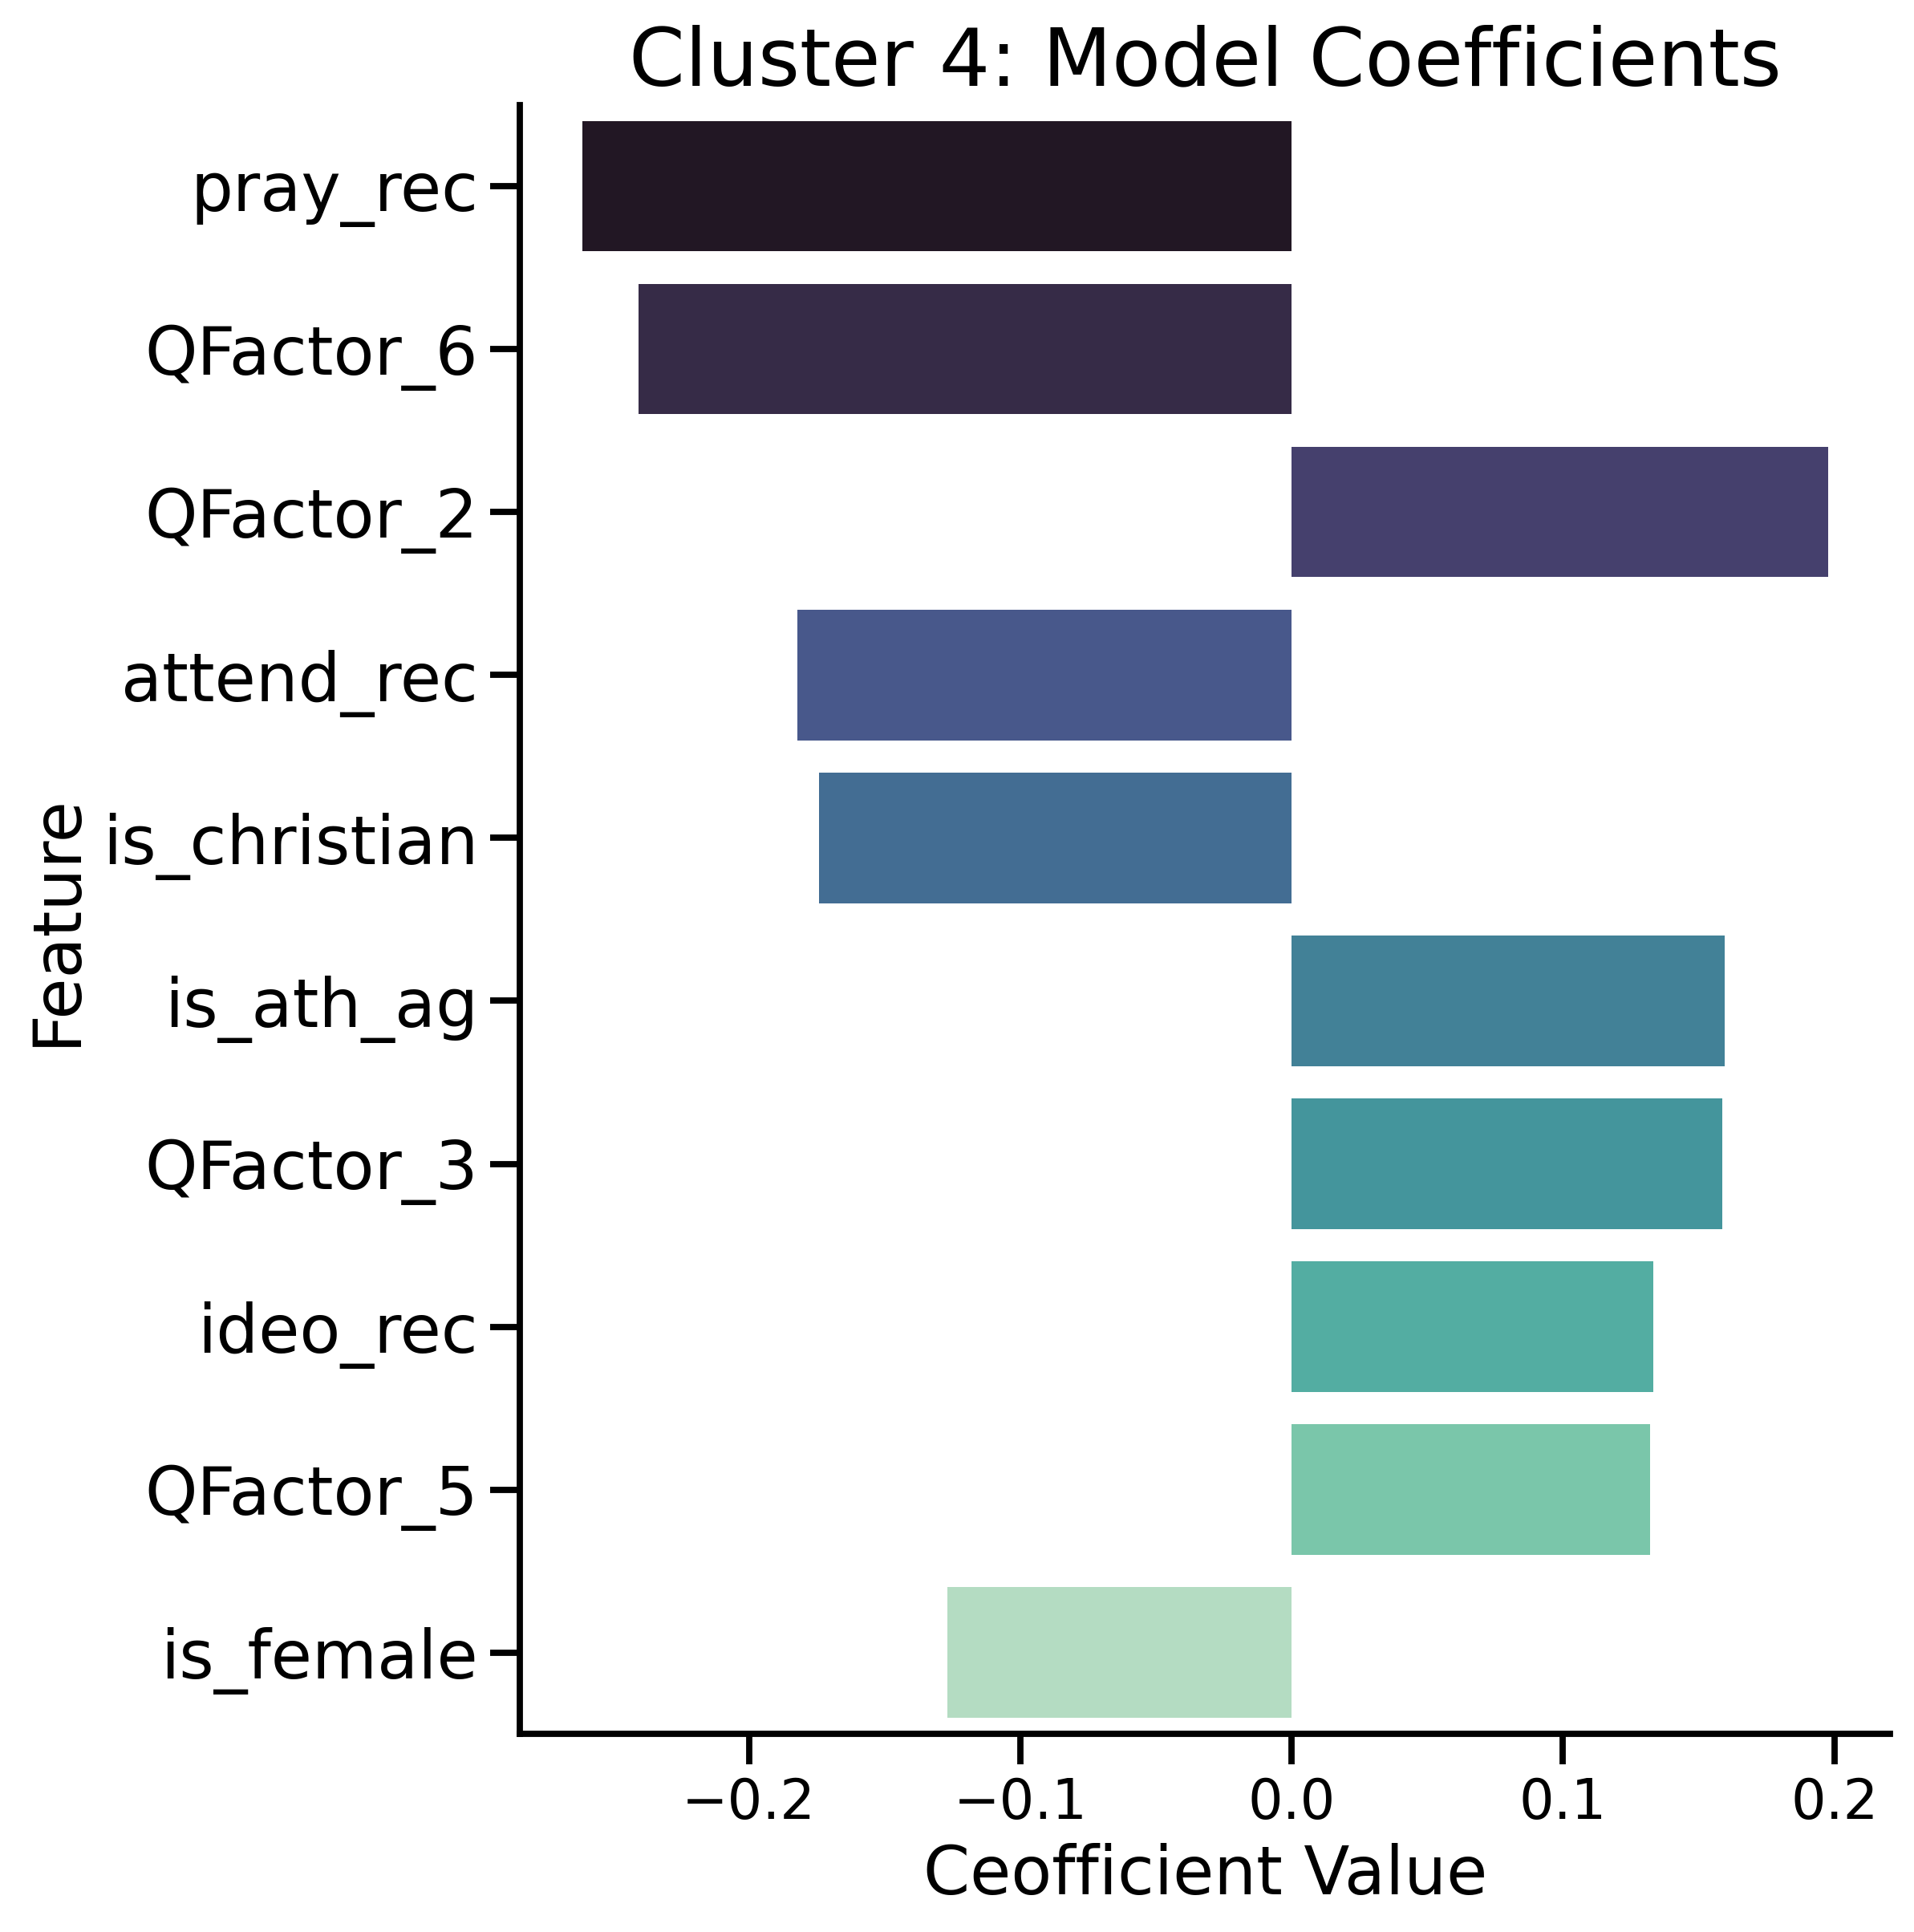 Cluster 4: Model Coefficients
pray_rec
QFactor_6
QFactor_2
attend_rec
is_christian
is_ath_ag
QFactor_3
ideo_rec
QFactor_5
is_female
Feature
−0.2 −0.1 0.0 0.1 0.2
Ceofficient Value